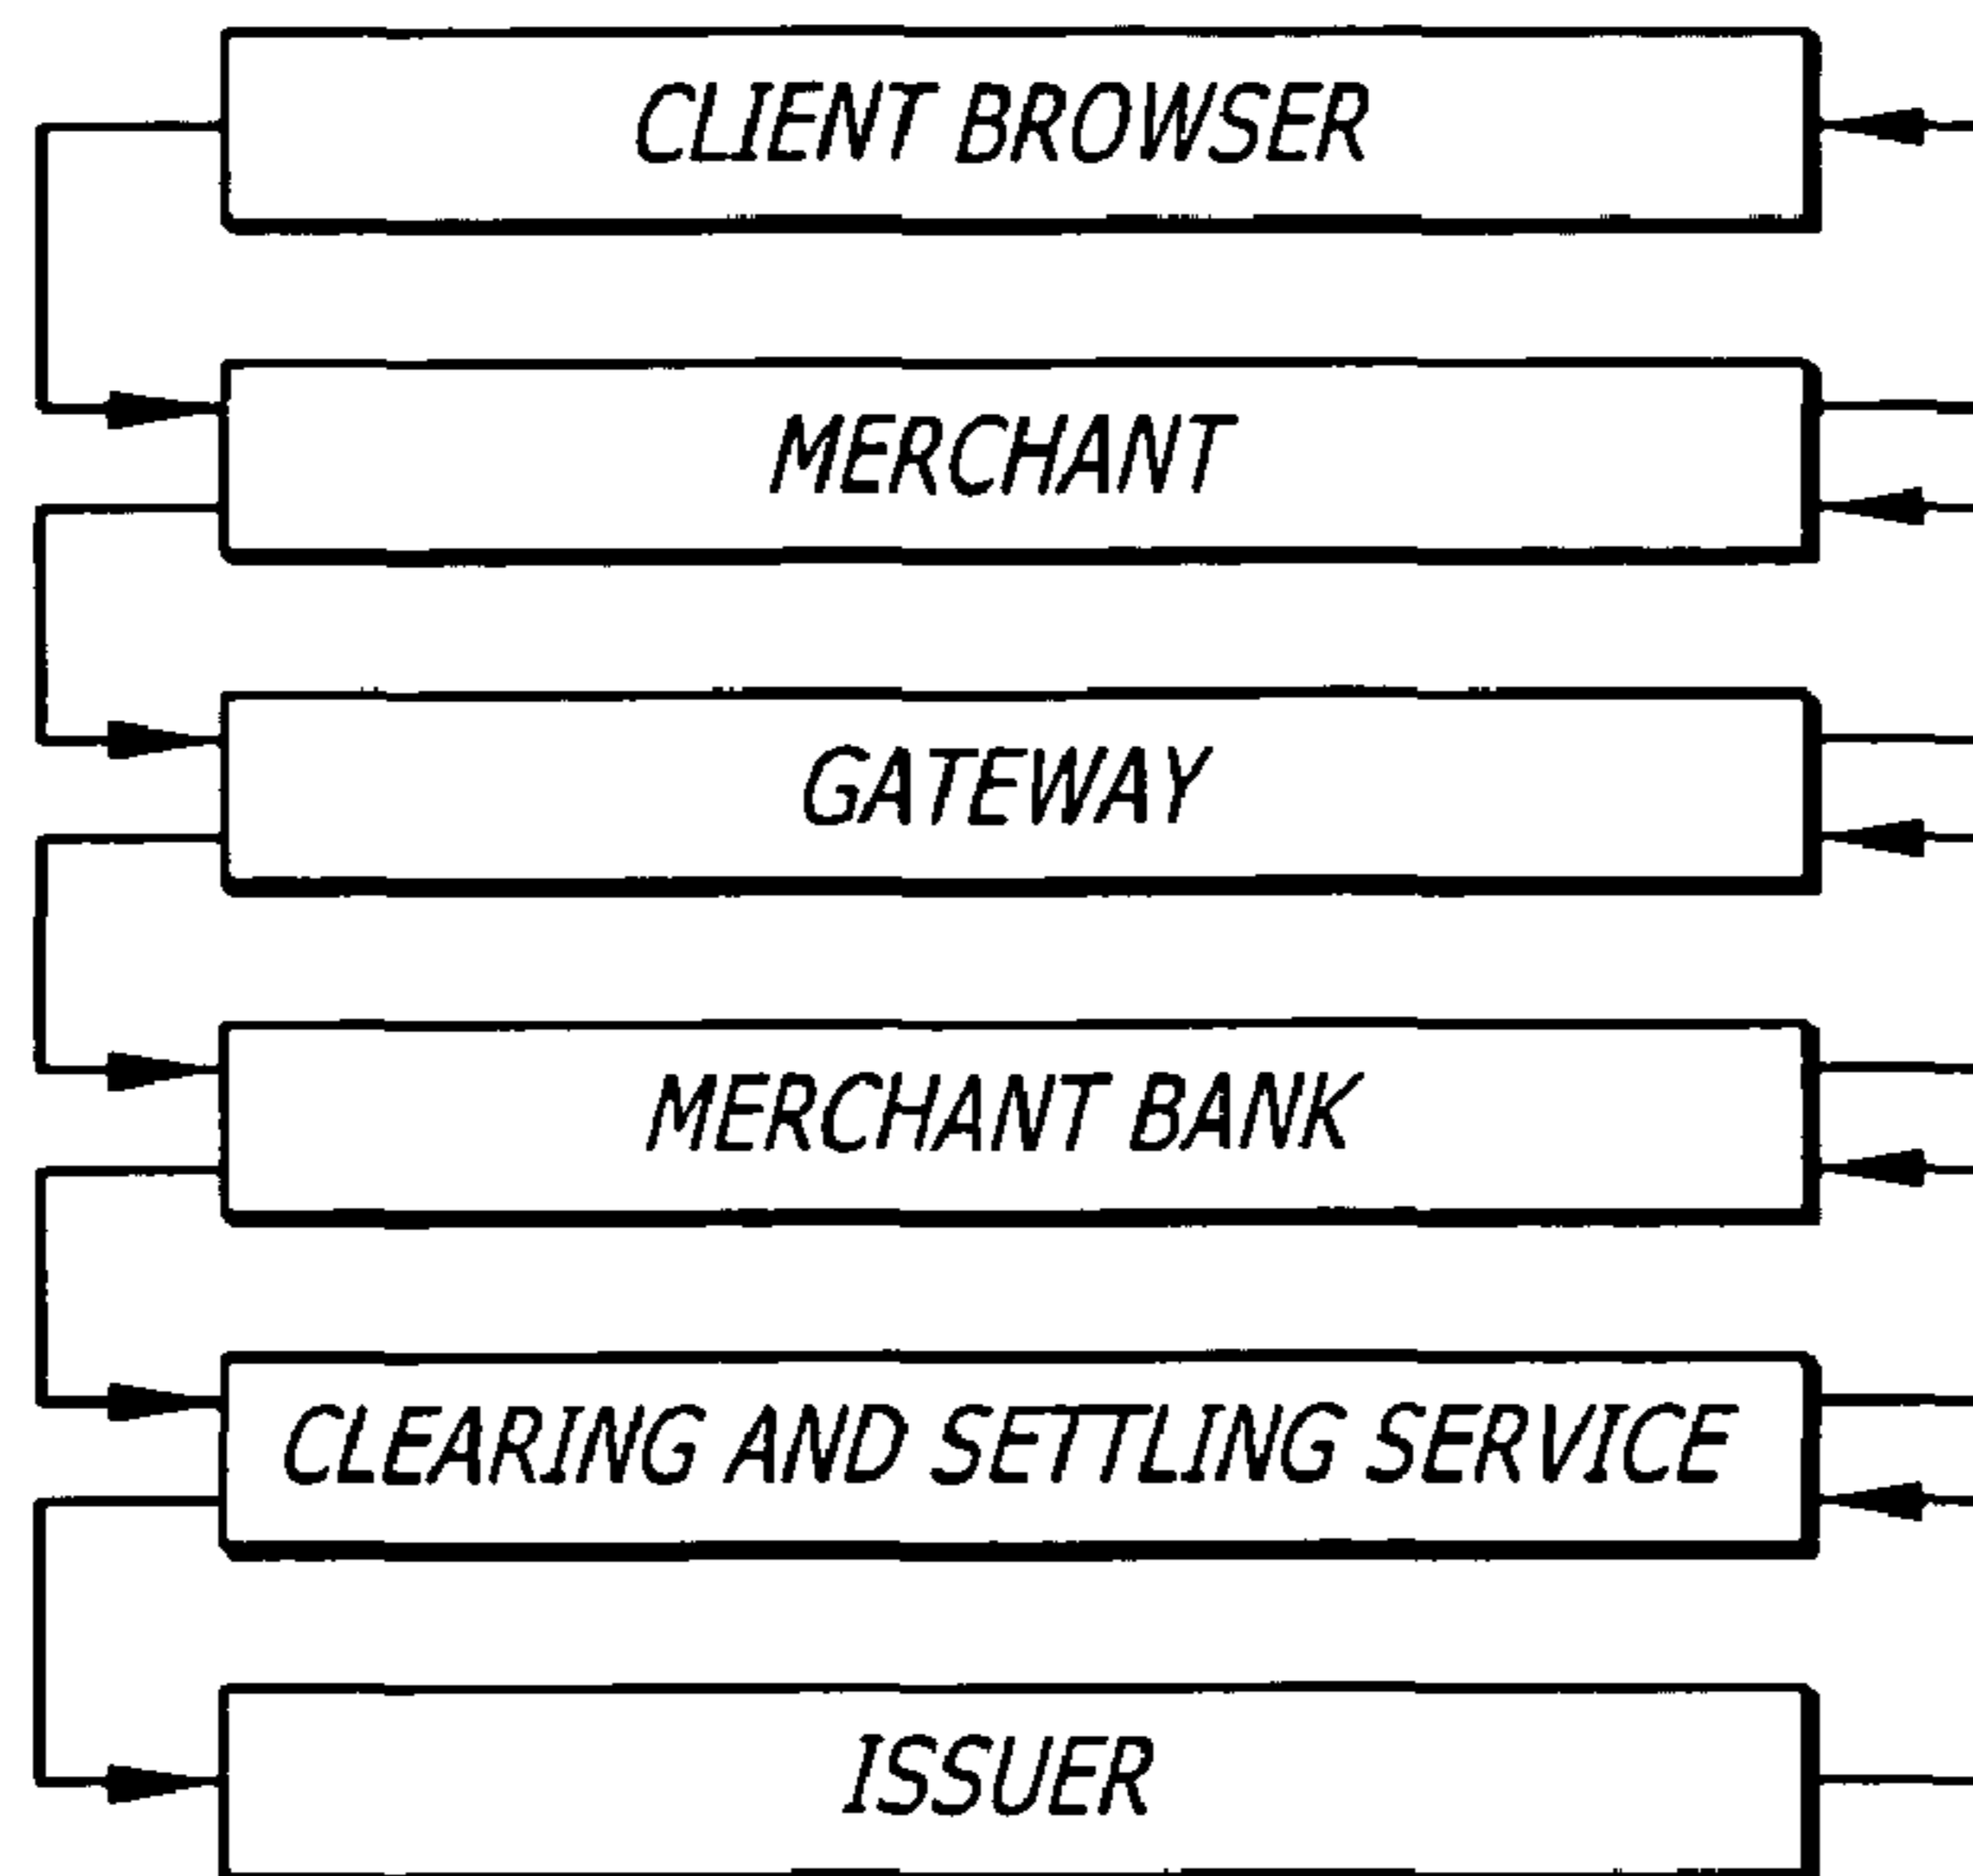 CLIENT BROWSER
MERCHANT
GATEWAY
MERCHANT BANK
CLEARING AND SETTLING SERVICE
ISSUER